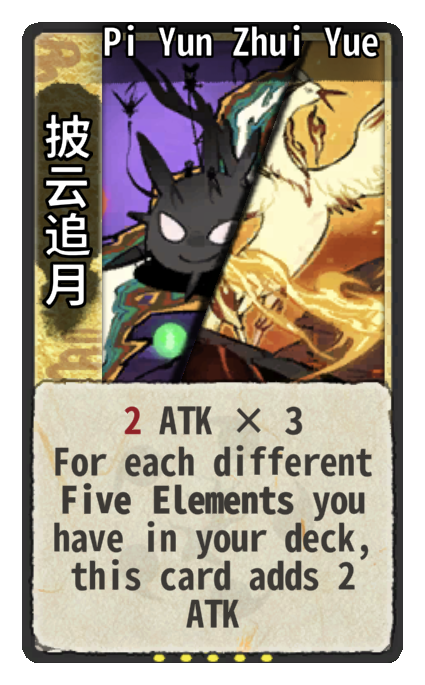 Pi Yun Zhui Yue
披云追月
2 ATK × 3
For each different
Five Elements you
have in your deck,
this card adds 2
ATK